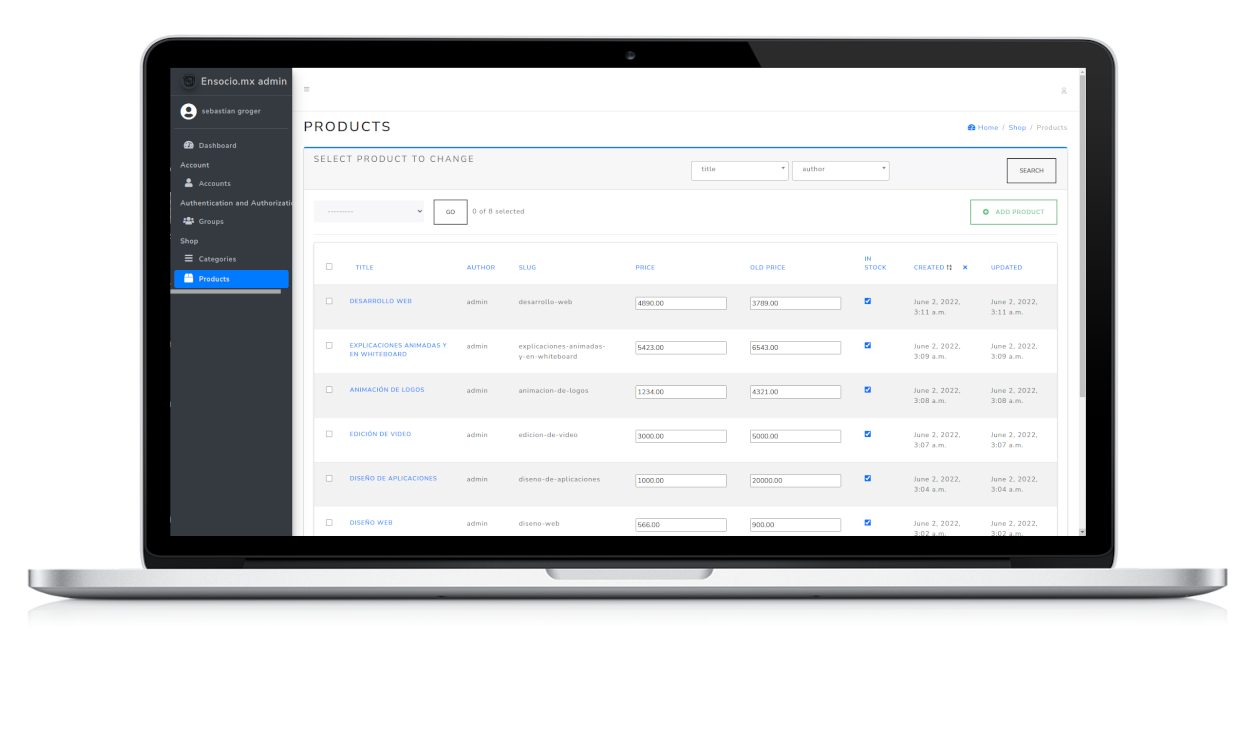 Ensocio.mx admin
sebastian groger
Dashboard
Account
Accounts
Authentication and Authorizati
Groups
Shop
Categories
Products
PRODUCTS
Home / Shop / Products
SELECT PRODUCT TO CHANGE
title
author
SEARCH
---------
GO
0 of 8 selected
ADD PRODUCT
TITLE AUTHOR SLUG PRICE OLD PRICE IN STOCK CREATED UPDATED
DESARROLLO WEB admin desarrollo-web 4890.00 3789.00 June 2, 2022, June 2, 2022,
3:11 a.m. 3:11 a.m.
EXPLICACIONES ANIMADAS Y admin explicaciones-animadas- 5423.00 6543.00 June 2, 2022, June 2, 2022,
EN WHITEBOARD y-en-whiteboard 3:09 a.m. 3:09 a.m.
ANIMACIÓN DE LOGOS admin animacion-de-logos 1234.00 4321.00 June 2, 2022, June 2, 2022,
3:08 a.m. 3:08 a.m.
EDICIÓN DE VIDEO admin edicion-de-video 3000.00 5000.00 June 2, 2022, June 2, 2022,
3:07 a.m. 3:07 a.m.
DISEÑO DE APLICACIONES admin diseno-de-aplicaciones 1000.00 20000.00 June 2, 2022, June 2, 2022,
3:04 a.m. 3:04 a.m.
DISEÑO WEB admin diseno-web 566.00 900.00 June 2, 2022, June 2, 2022,
3:02 a.m. 3:02 a.m.